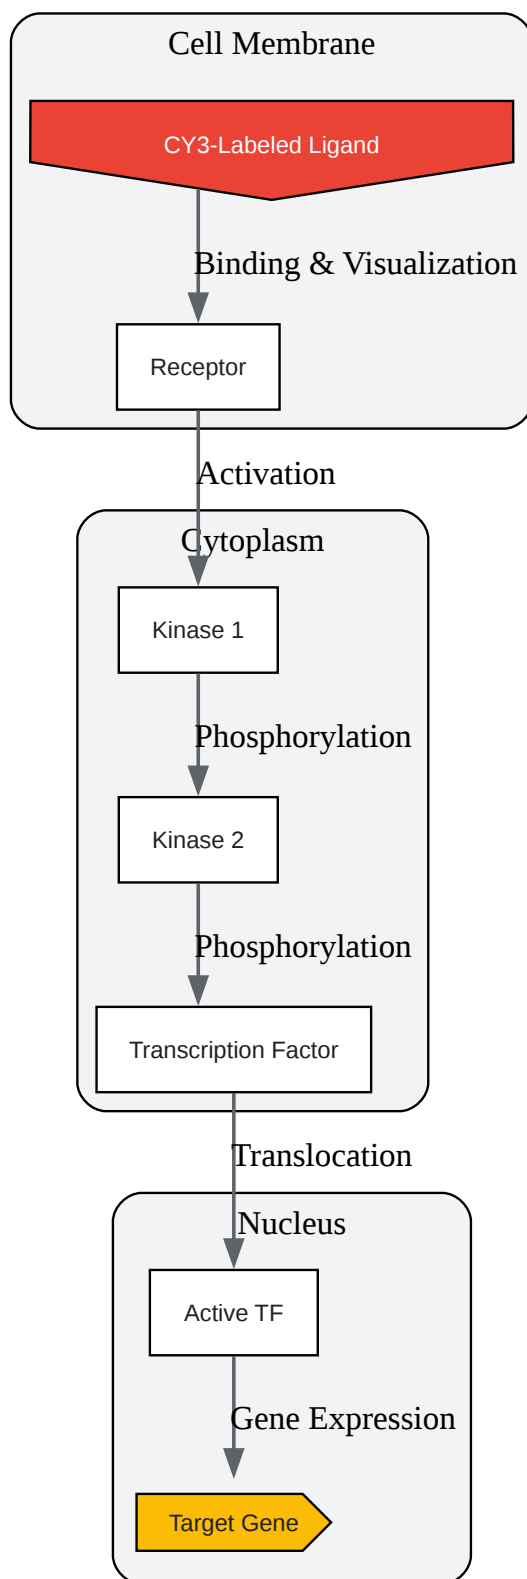 Cell Membrane
CY3-Labeled Ligand
Binding & Visualization
Receptor
Activation
Cytoplasm
Kinase 1
Phosphorylation
Kinase 2
Phosphorylation
Transcription Factor
Translocation
Nucleus
Active TF
Gene Expression
Target Gene